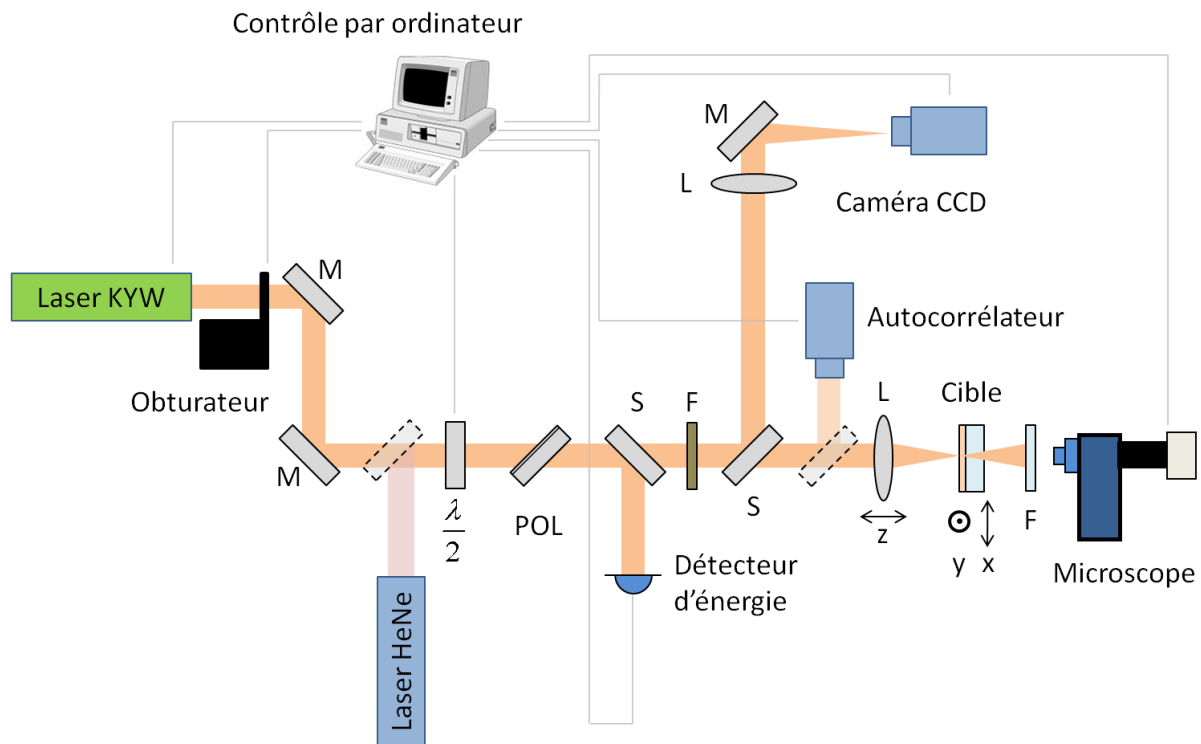 Contrôle par ordinateur
M
L
Caméra CCD
M
Laser KYW
Autocorrélateur
Obturateur
S
F
L
Cible
M
λ
2
POL
S
z
y
x
F
Détecteur
d'énergie
Microscope
Laser HeNe